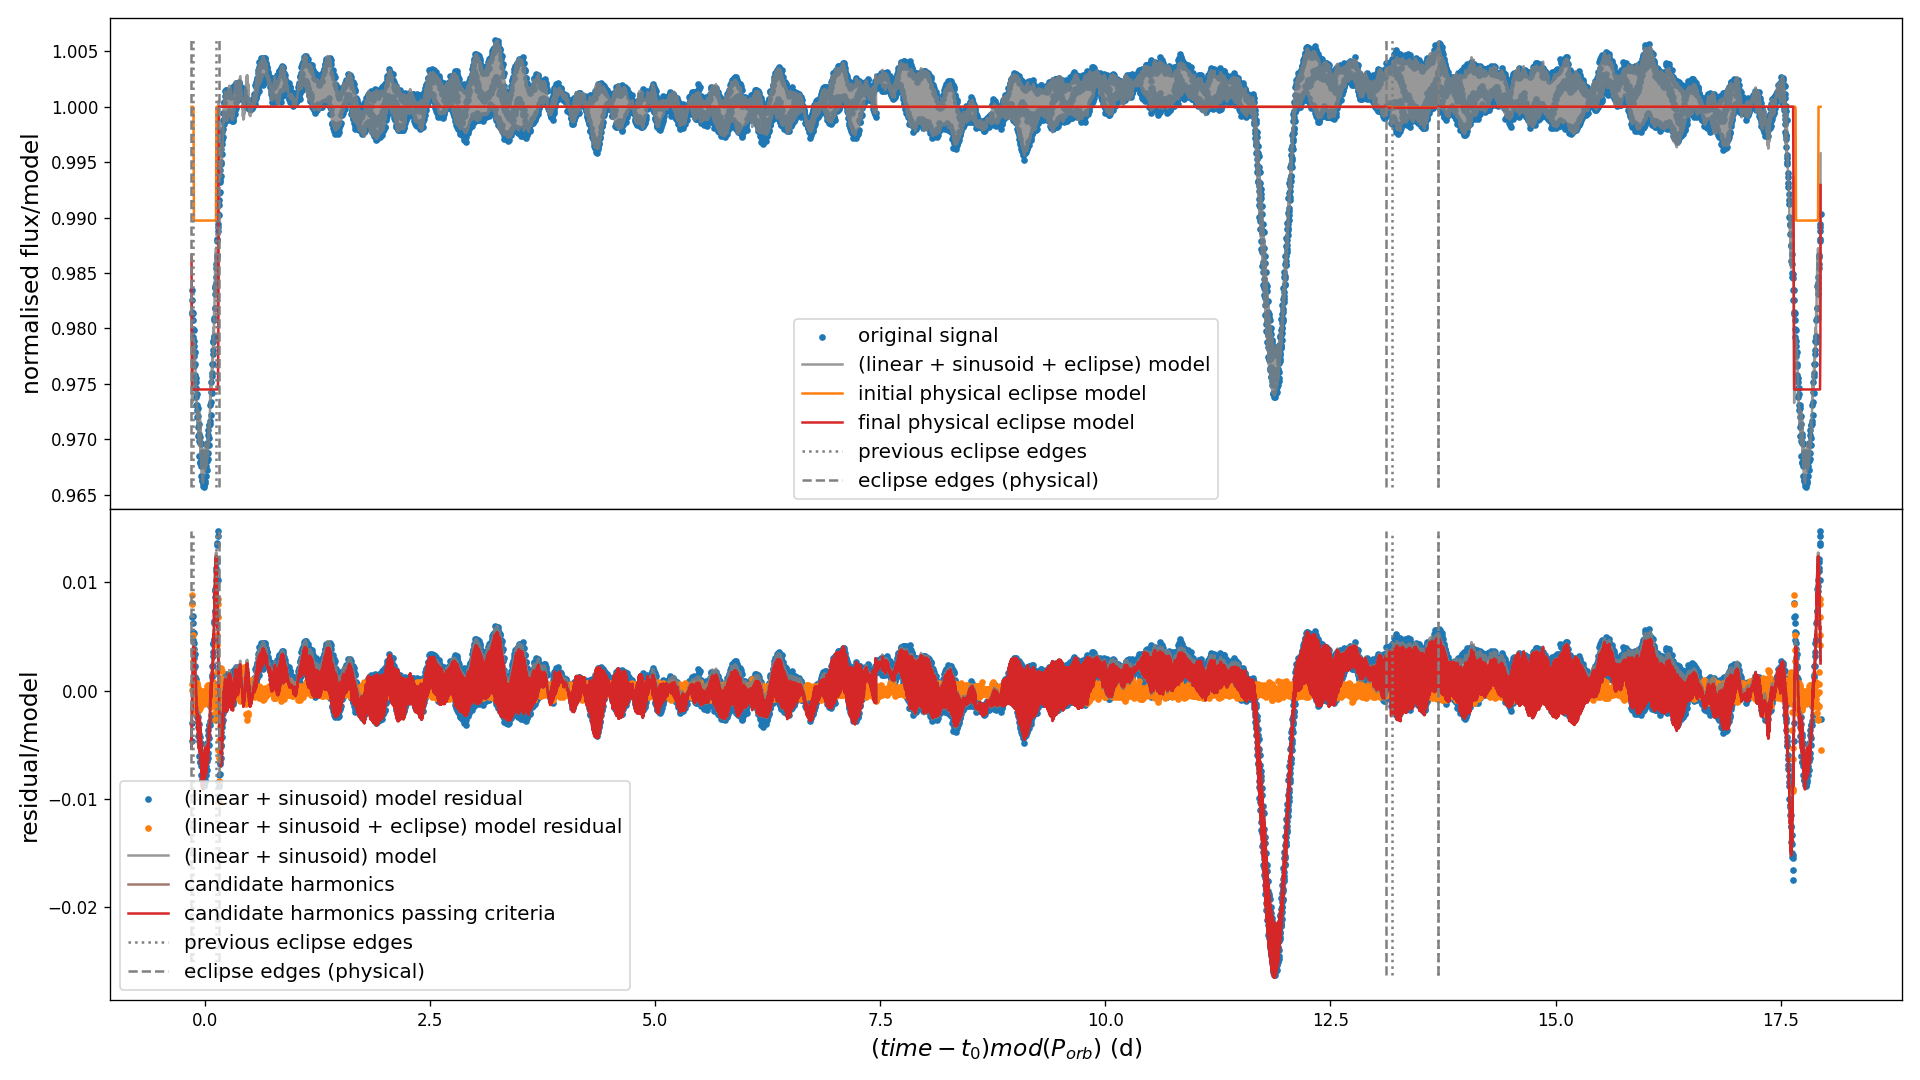 normalised flux/model
1.005
1.000
0.995
0.990
0.985
0.980
0.975
0.970
0.965
original signal
(linear + sinusoid + eclipse) model
initial physical eclipse model
final physical eclipse model
previous eclipse edges
eclipse edges (physical)
residual/model
0.01
0.00
−0.01
−0.02
(linear + sinusoid) model residual
(linear + sinusoid + eclipse) model residual
(linear + sinusoid) model
candidate harmonics
candidate harmonics passing criteria
previous eclipse edges
eclipse edges (physical)
0.0 2.5 5.0 7.5 10.0 12.5 15.0 17.5
(time − t₀)mod(P_orb) (d)